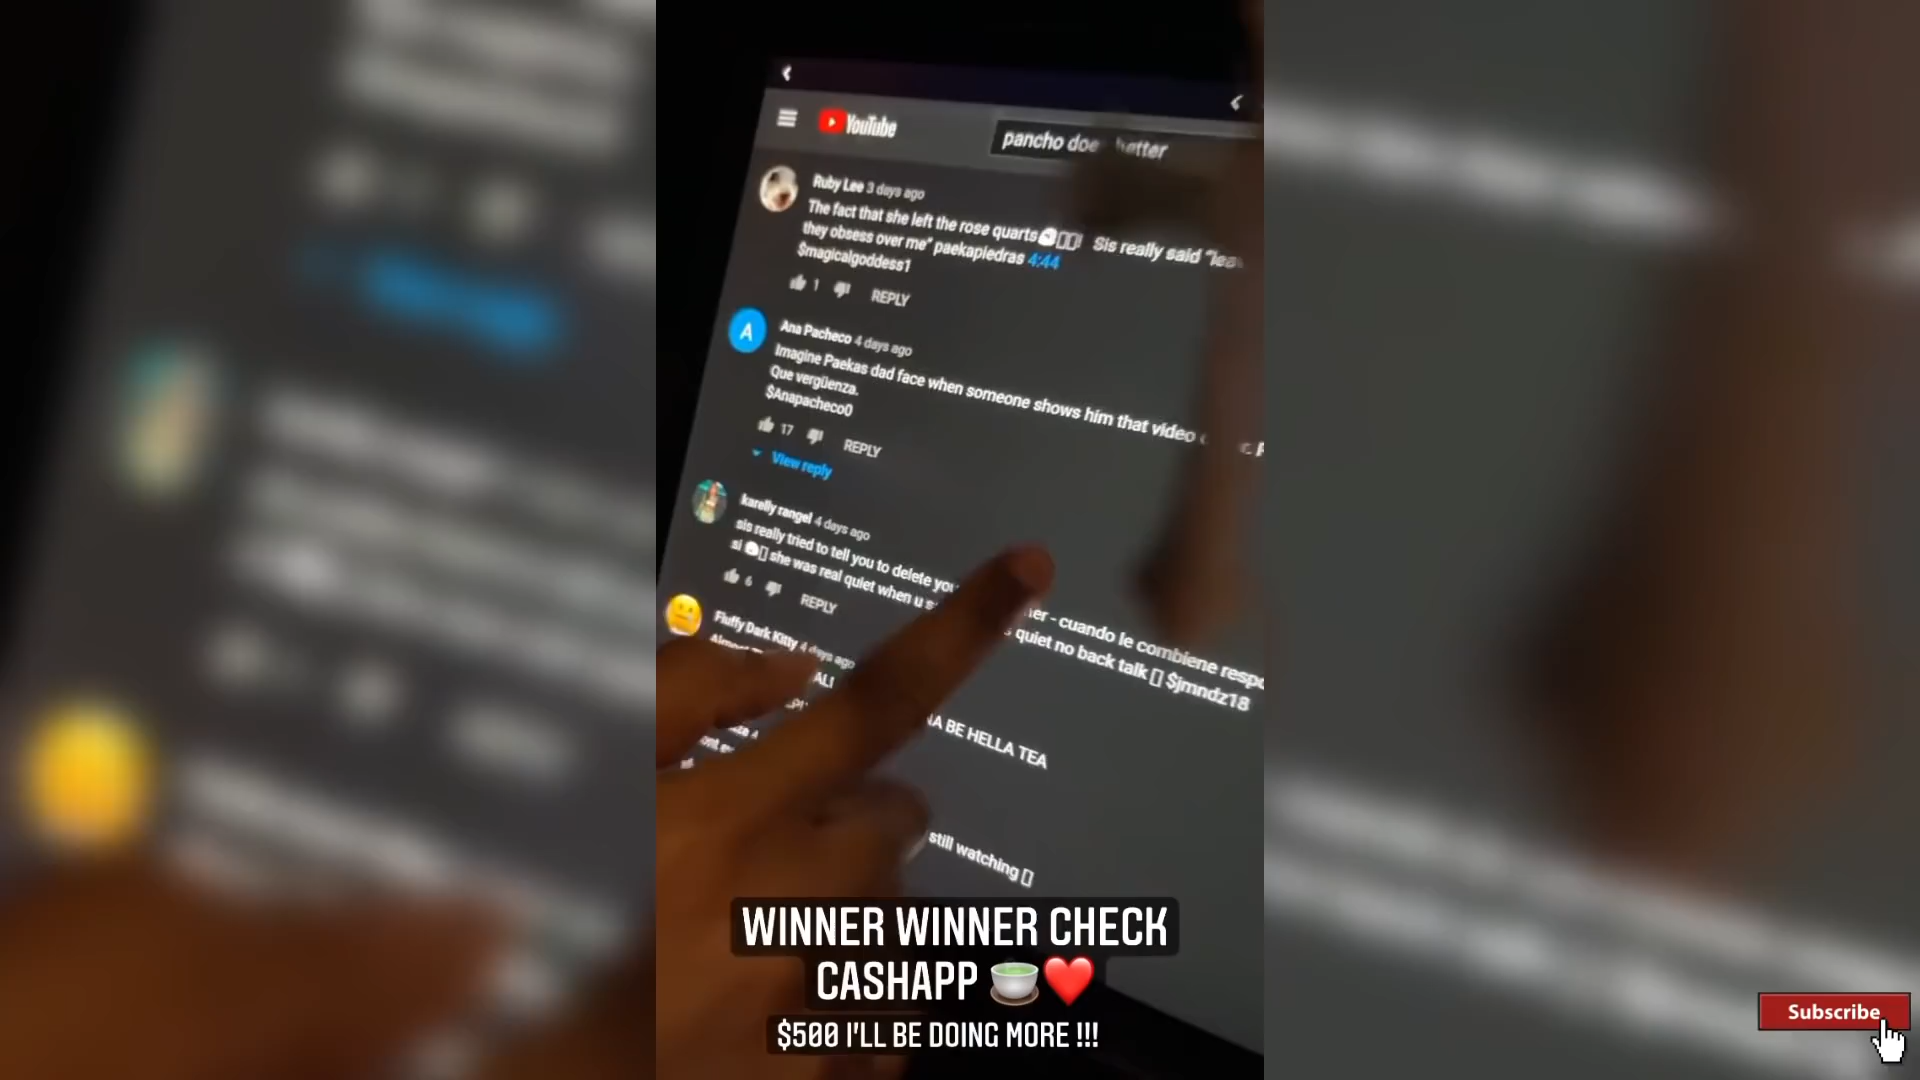 YouTube
pancho doe better
Ruby Lee 3 days ago
The fact that she left the rose quarts Sis really said "lea
they obsess over me" paekapiedras 4:44
$magicalgoddess1
1 REPLY
Ana Pacheco 4 days ago
Imagine Paekas dad face when someone shows him that video
Que vergüenza.
$Anapacheco0
17 REPLY
View reply
karelly rangel 4 days ago
sis really tried to tell you to delete you her - cuando le combiene respo
si she was real quiet when u s quiet no back talk $jmndz18
6 REPLY
Fluffy Dark Kitty 4 days ago
BE HELLA TEA
still watching
WINNER WINNER CHECK
CASHAPP 🍵❤️
$500 I'LL BE DOING MORE !!!
Subscribe